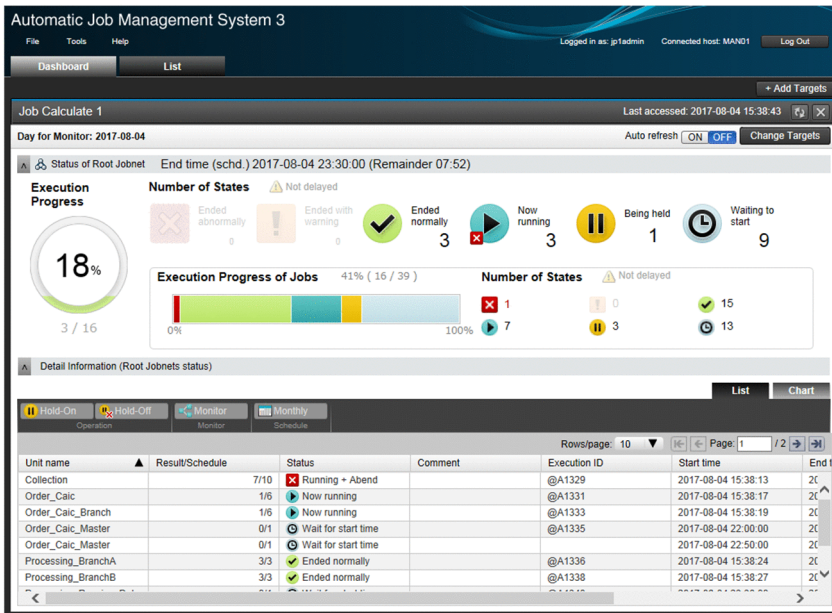 Automatic Job Management System 3
File Tools Help
Logged in as: jp1admin Connected host: MAN01 Log Out
Dashboard List
+ Add Targets
Job Calculate 1 Last accessed: 2017-08-04 15:38:43
Day for Monitor: 2017-08-04 Auto refresh ON OFF Change Targets
Status of Root Jobnet End time (schd.) 2017-08-04 23:30:00 (Remainder 07:52)
Execution Progress
18%
3 / 16
Number of States Not delayed
Ended abnormally 0
Ended with warning 0
Ended normally 3
Now running 3
Being held 1
Waiting to start 9
Execution Progress of Jobs 41% ( 16 / 39 )
0% 100%
Number of States Not delayed
1 0 15
7 3 13
Detail Information (Root Jobnets status)
List Chart
Hold-On Hold-Off Monitor Monthly
Operation Monitor Schedule
Rows/page: 10 Page: 1 / 2
Unit name Result/Schedule Status Comment Execution ID Start time End t
Collection 7/10 Running + Abend @A1329 2017-08-04 15:38:13 20
Order_Caic 1/6 Now running @A1331 2017-08-04 15:38:17 20
Order_Caic_Branch 1/6 Now running @A1333 2017-08-04 15:38:19 20
Order_Caic_Master 0/1 Wait for start time @A1335 2017-08-04 22:00:00 20
Order_Caic_Master 0/1 Wait for start time 2017-08-04 22:50:00 20
Processing_BranchA 3/3 Ended normally @A1336 2017-08-04 15:38:24 20
Processing_BranchB 3/3 Ended normally @A1338 2017-08-04 15:38:27 20